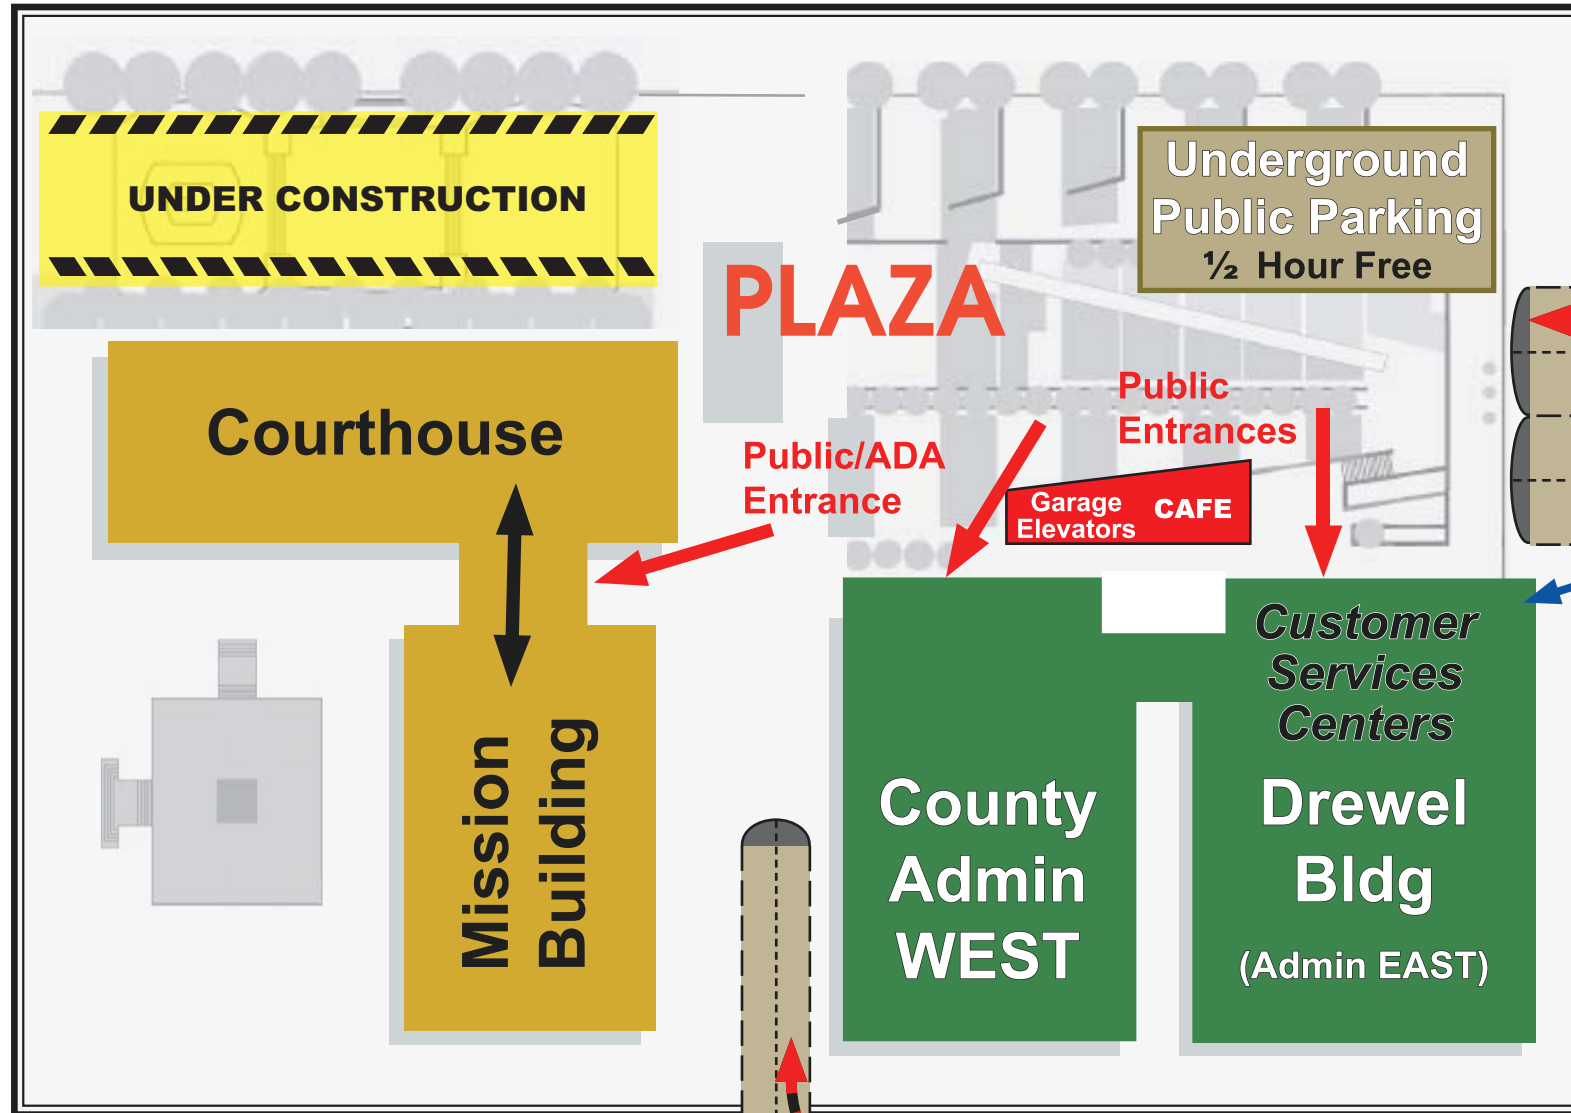 UNDER CONSTRUCTION
Underground
Public Parking
½ Hour Free
PLAZA
Courthouse
Public/ADA
Entrance
Public
Entrances
Garage
Elevators
CAFE
Mission
Building
Customer
Services
Centers
County
Admin
WEST
Drewel
Bldg
(Admin EAST)